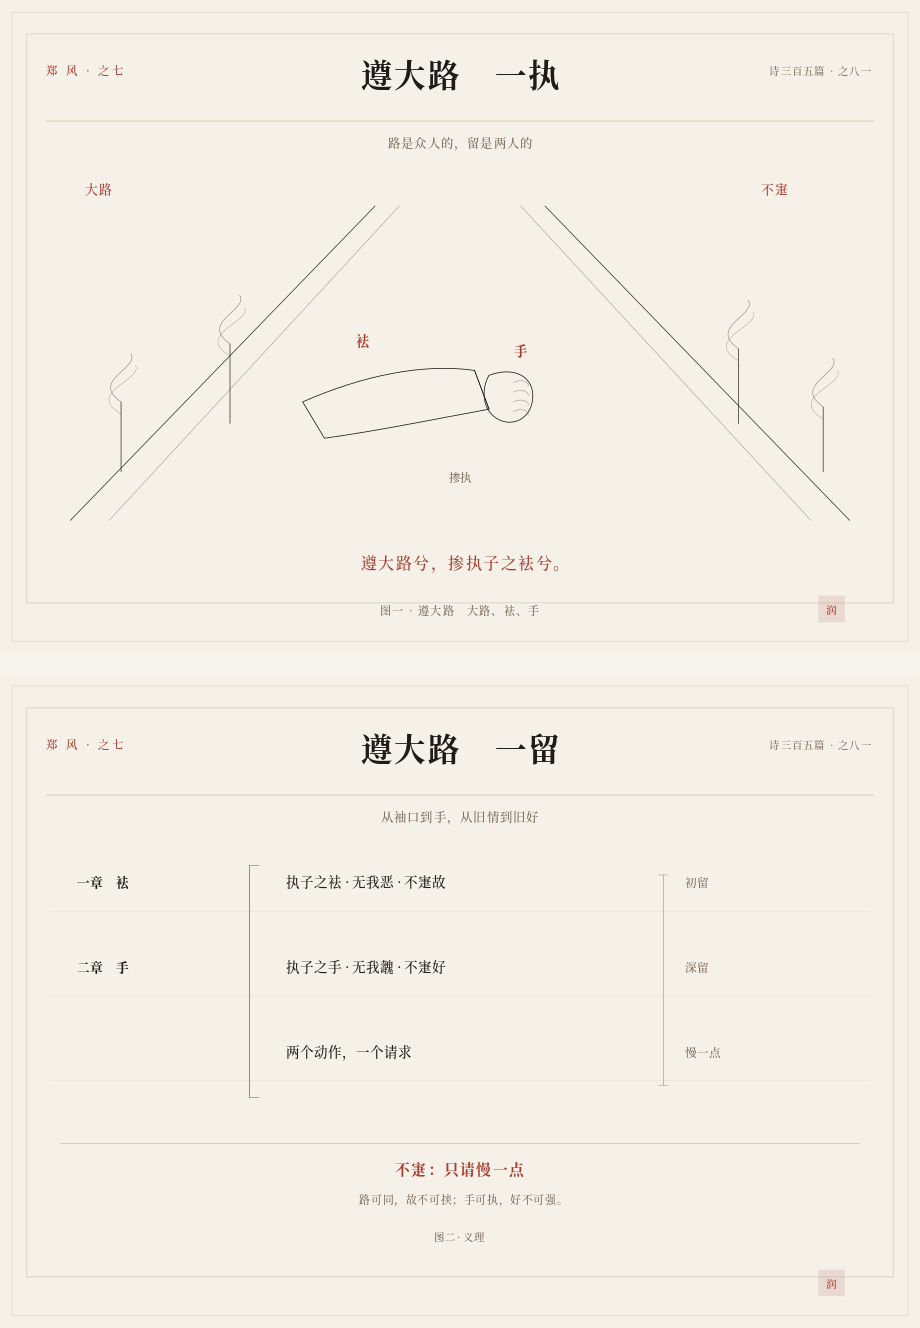 郑 风 · 之七
遵大路　一执
诗三百五篇 · 之八一
路是众人的，留是两人的
大路
不寁
袪
手
掺执
遵大路兮，掺执子之袪兮。
图一 · 遵大路　大路、袪、手
润
郑 风 · 之七
遵大路　一留
诗三百五篇 · 之八一
从袖口到手，从旧情到旧好
一章　袪
执子之袪 · 无我恶 · 不寁故
初留
二章　手
执子之手 · 无我魗 · 不寁好
深留
两个动作，一个请求
慢一点
不寁：只请慢一点
路可同，故不可挟；手可执，好不可强。
图二 · 义理
润